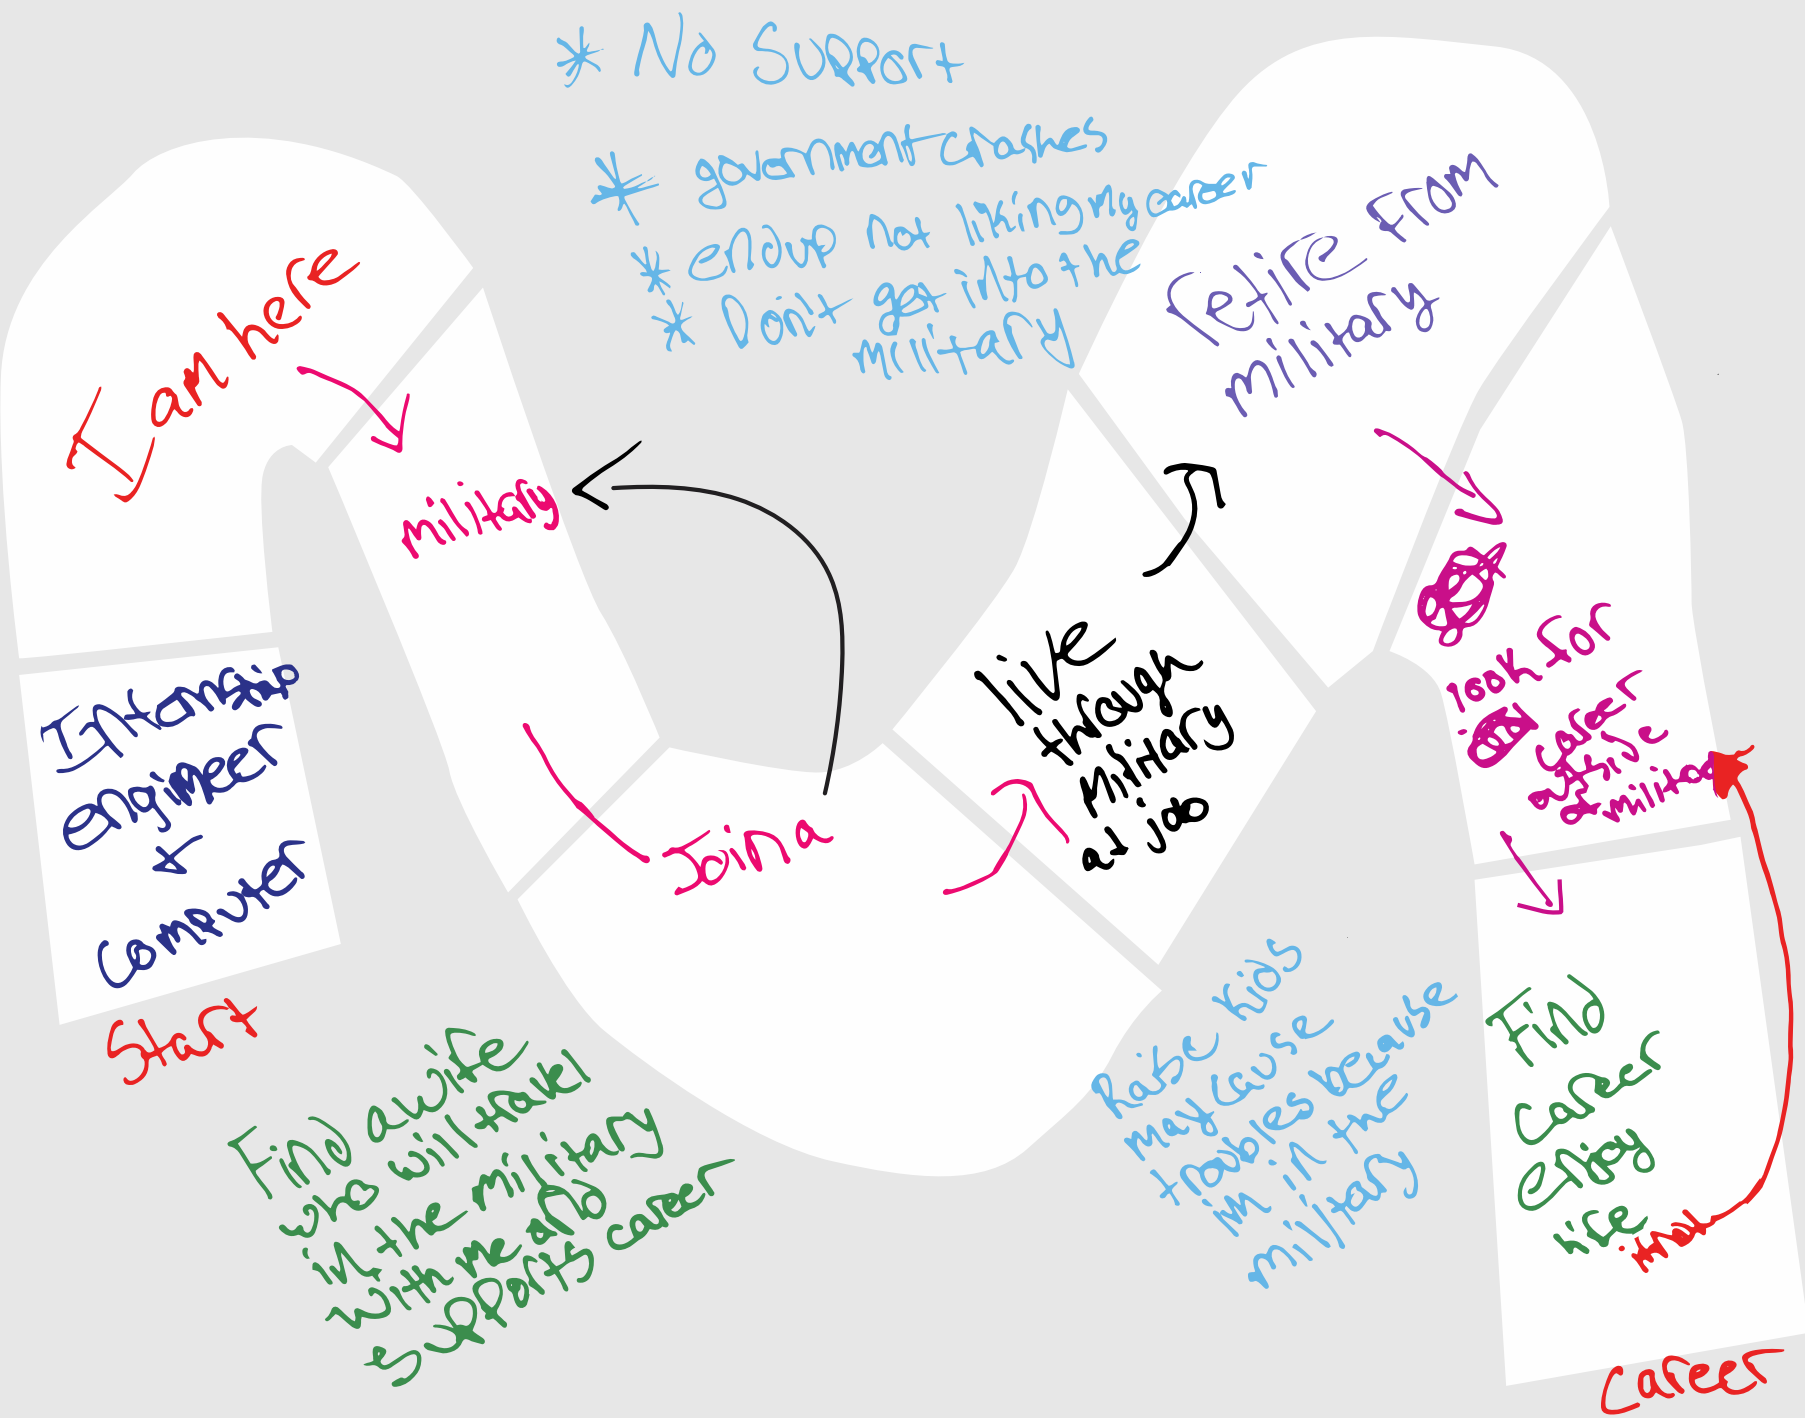 * No Support
* government crashes
* end up not liking my career
* Don't get into the
military
I am here
military
Internship
engineer
+
computer
Start
Join a
live
through
military
as job
retire from
military
look for
career
outside
of military
Find
career
enjoy
life
career
Find a wife
who will travel
in the military
with me and
supports career
Raise kids
may cause
troubles because
im in the
military